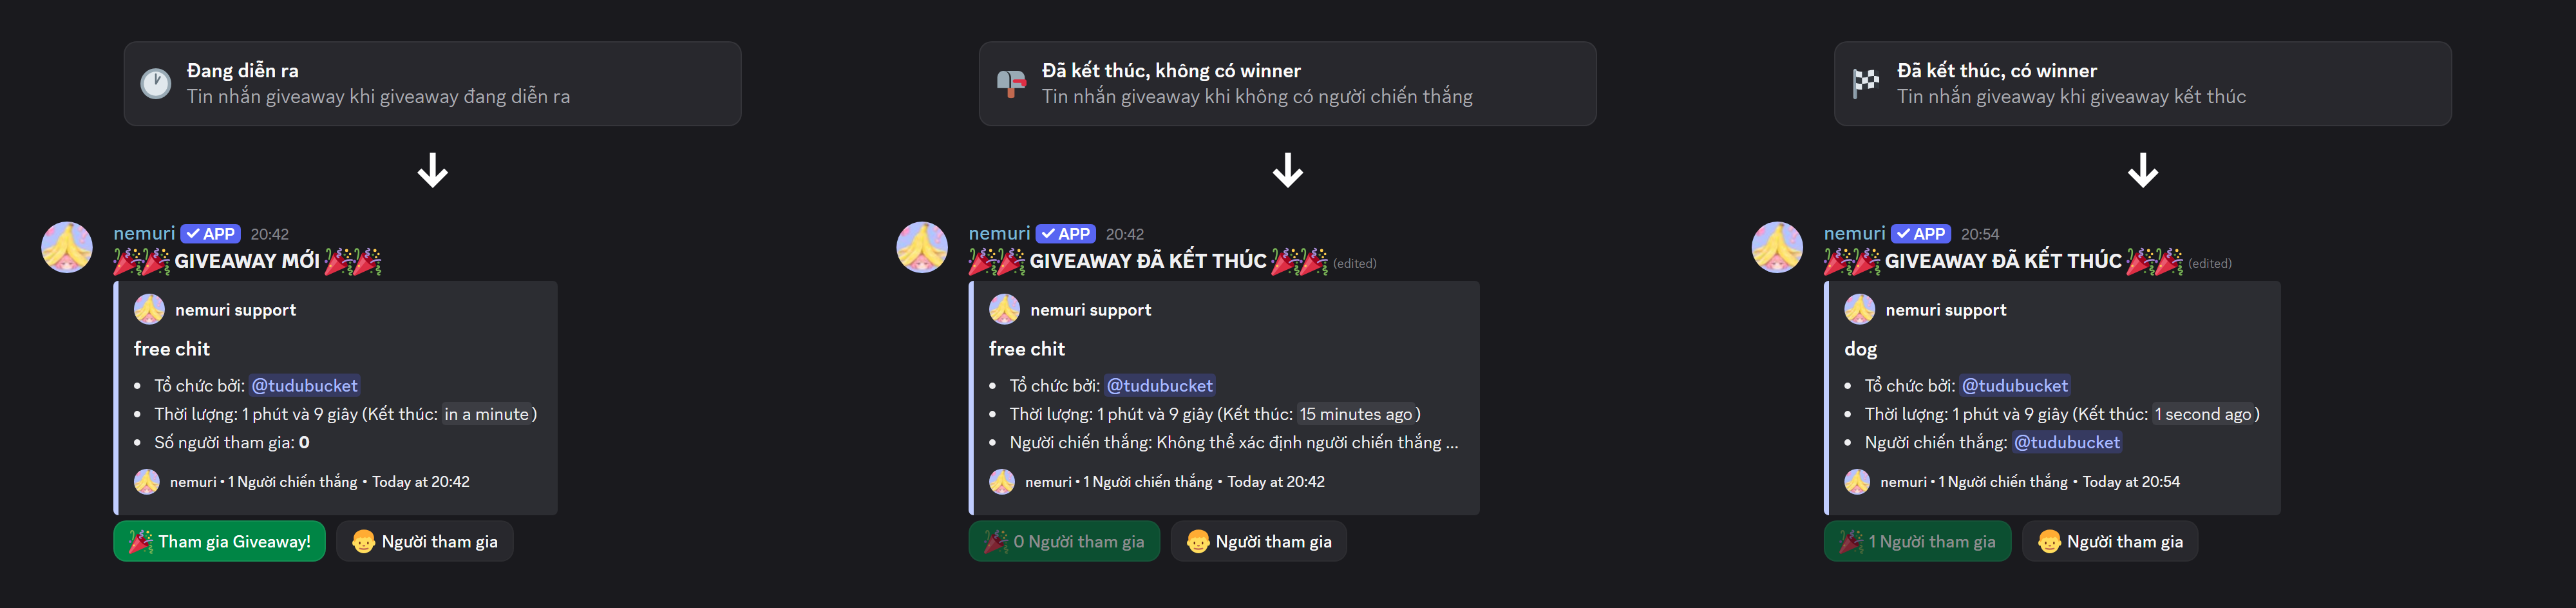 Đang diễn ra
Tin nhắn giveaway khi giveaway đang diễn ra
nemuri APP 20:42
GIVEAWAY MỚI
nemuri support
free chit
Tổ chức bởi: @tudubucket
Thời lượng: 1 phút và 9 giây (Kết thúc: in a minute)
Số người tham gia: 0
nemuri • 1 Người chiến thắng • Today at 20:42
Tham gia Giveaway!
Người tham gia
Đã kết thúc, không có winner
Tin nhắn giveaway khi không có người chiến thắng
nemuri APP 20:42
GIVEAWAY ĐÃ KẾT THÚC (edited)
nemuri support
free chit
Tổ chức bởi: @tudubucket
Thời lượng: 1 phút và 9 giây (Kết thúc: 15 minutes ago)
Người chiến thắng: Không thể xác định người chiến thắng ...
nemuri • 1 Người chiến thắng • Today at 20:42
0 Người tham gia
Người tham gia
Đã kết thúc, có winner
Tin nhắn giveaway khi giveaway kết thúc
nemuri APP 20:54
GIVEAWAY ĐÃ KẾT THÚC (edited)
nemuri support
dog
Tổ chức bởi: @tudubucket
Thời lượng: 1 phút và 9 giây (Kết thúc: 1 second ago)
Người chiến thắng: @tudubucket
nemuri • 1 Người chiến thắng • Today at 20:54
1 Người tham gia
Người tham gia